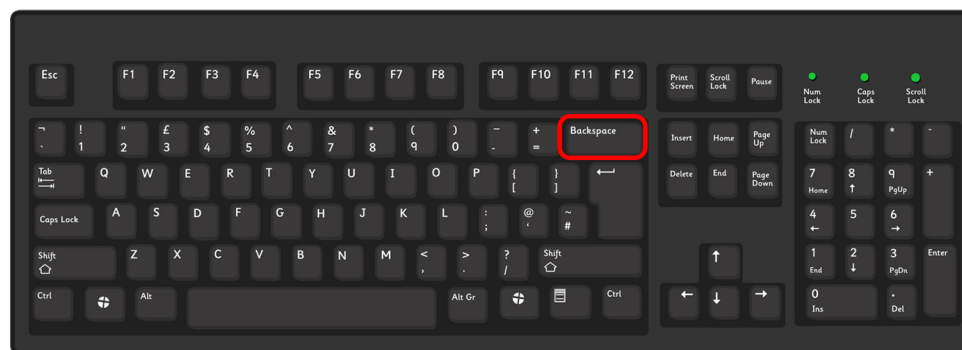 Esc F1 F2 F3 F4 F5 F6 F7 F8 F9 F10 F11 F12 Print Screen Scroll Lock Pause Num Lock Caps Lock Scroll Lock
¬ ! " £ $ % ^ & * ( ) – + Backspace Insert Home Page Up Num Lock / * -
` 1 2 3 4 5 6 7 8 9 0 - =
Tab Q W E R T Y U I O P { } Delete End Page Down 7 8 9 +
[ ] Home ↑ PgUp
Caps Lock A S D F G H J K L : @ ~ 4 5 6
; ‘ # ← →
Shift Z X C V B N M < > ? Shift ↑ 1 2 3 Enter
, . / End ↓ PgDn
Ctrl Alt Alt Gr Ctrl ← ↓ → 0 .
Ins Del